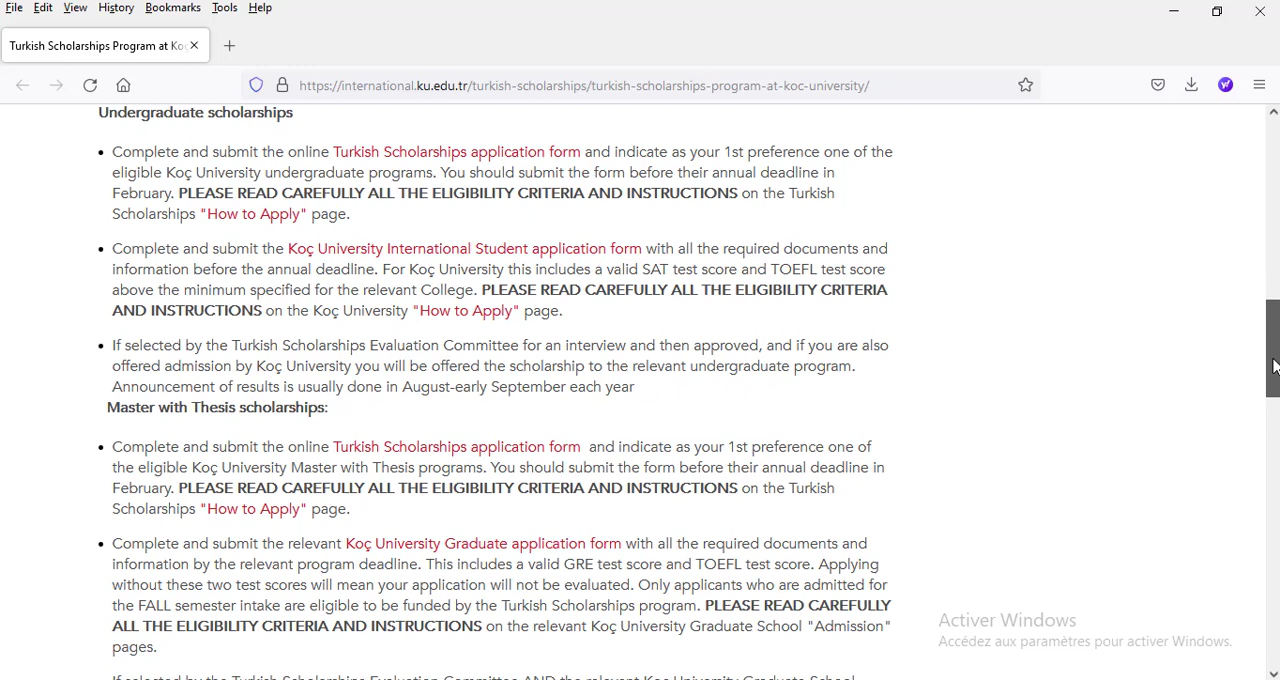 File Edit View History Bookmarks Tools Help
Turkish Scholarships Program at Ko
https://international.ku.edu.tr/turkish-scholarships/turkish-scholarships-program-at-koc-university/
Undergraduate scholarships
• Complete and submit the online Turkish Scholarships application form and indicate as your 1st preference one of the
eligible Koç University undergraduate programs. You should submit the form before their annual deadline in
February. PLEASE READ CAREFULLY ALL THE ELIGIBILITY CRITERIA AND INSTRUCTIONS on the Turkish
Scholarships "How to Apply" page.
• Complete and submit the Koç University International Student application form with all the required documents and
information before the annual deadline. For Koç University this includes a valid SAT test score and TOEFL test score
above the minimum specified for the relevant College. PLEASE READ CAREFULLY ALL THE ELIGIBILITY CRITERIA
AND INSTRUCTIONS on the Koç University "How to Apply" page.
• If selected by the Turkish Scholarships Evaluation Committee for an interview and then approved, and if you are also
offered admission by Koç University you will be offered the scholarship to the relevant undergraduate program.
Announcement of results is usually done in August-early September each year
Master with Thesis scholarships:
• Complete and submit the online Turkish Scholarships application form and indicate as your 1st preference one of
the eligible Koç University Master with Thesis programs. You should submit the form before their annual deadline in
February. PLEASE READ CAREFULLY ALL THE ELIGIBILITY CRITERIA AND INSTRUCTIONS on the Turkish
Scholarships "How to Apply" page.
• Complete and submit the relevant Koç University Graduate application form with all the required documents and
information by the relevant program deadline. This includes a valid GRE test score and TOEFL test score. Applying
without these two test scores will mean your application will not be evaluated. Only applicants who are admitted for
the FALL semester intake are eligible to be funded by the Turkish Scholarships program. PLEASE READ CAREFULLY
ALL THE ELIGIBILITY CRITERIA AND INSTRUCTIONS on the relevant Koç University Graduate School "Admission"
pages.
If selected by the Turkish Scholarships Evaluation Committee AND the relevant Koç University Graduate School
Activer Windows
Accédez aux paramètres pour activer Windows.